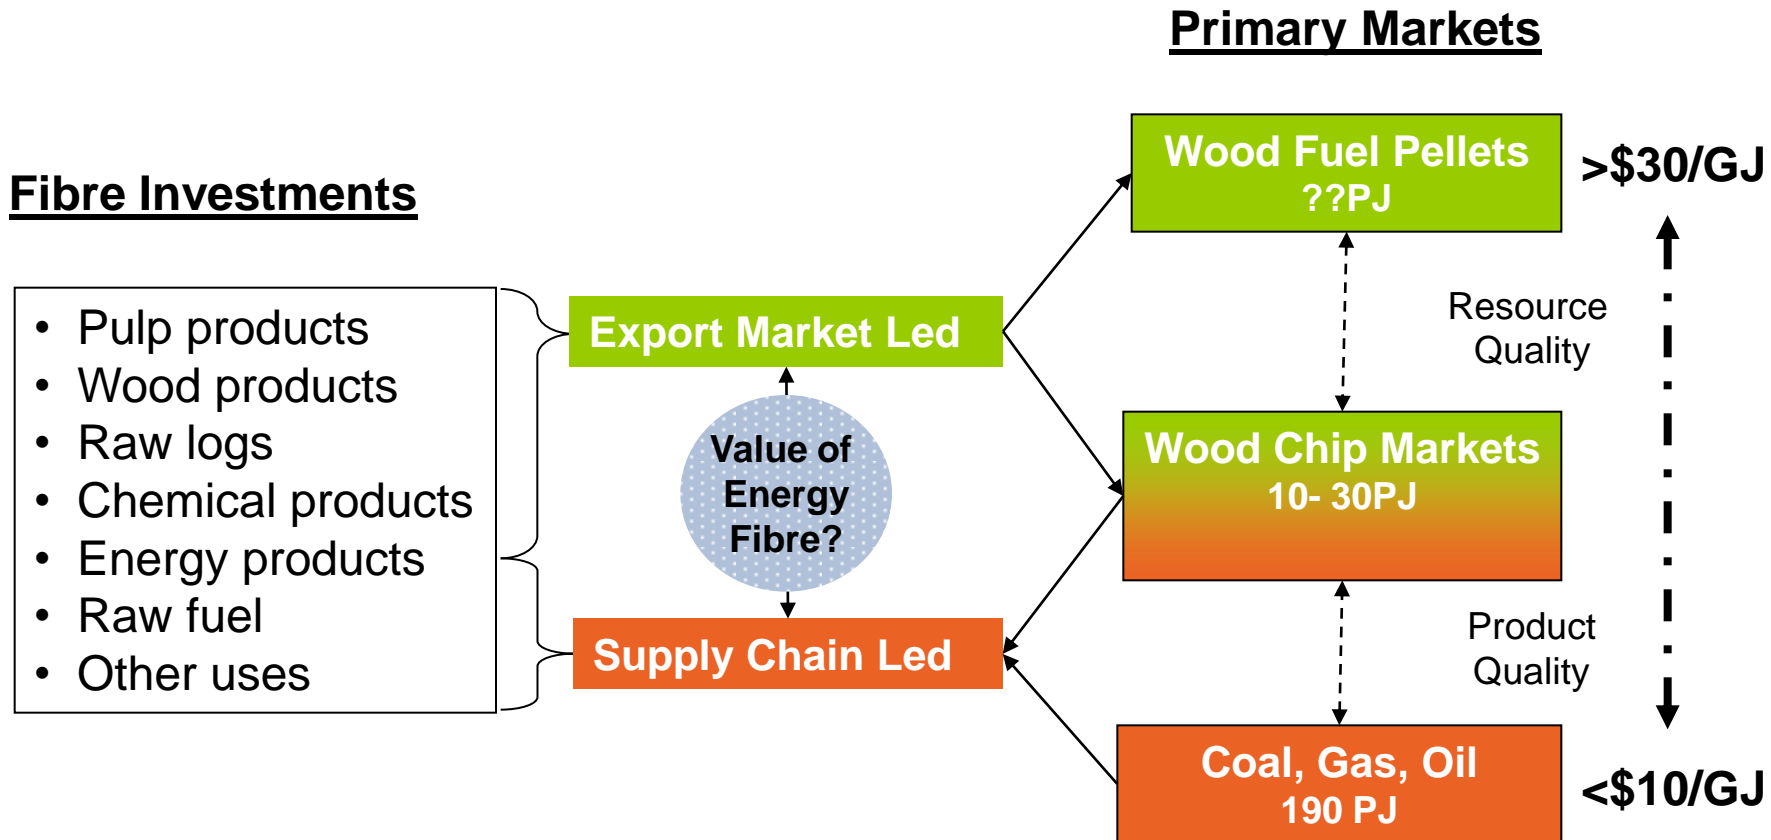 Primary Markets
Fibre Investments
• Pulp products
• Wood products
• Raw logs
• Chemical products
• Energy products
• Raw fuel
• Other uses
Export Market Led
Value of
Energy
Fibre?
Supply Chain Led
Wood Fuel Pellets
??PJ
>$30/GJ
Resource
Quality
Wood Chip Markets
10- 30PJ
Product
Quality
Coal, Gas, Oil
190 PJ
<$10/GJ